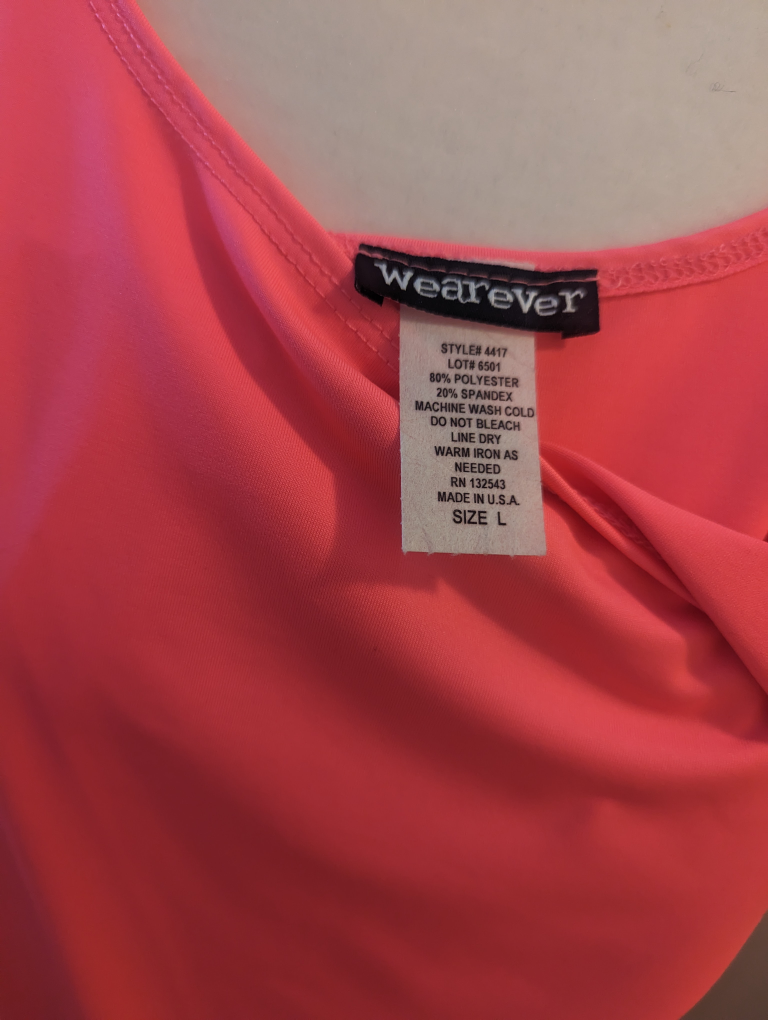 wearever
STYLE# 4417
LOT# 6501
80% POLYESTER
20% SPANDEX
MACHINE WASH COLD
DO NOT BLEACH
LINE DRY
WARM IRON AS
NEEDED
RN 132543
MADE IN U.S.A.
SIZE L